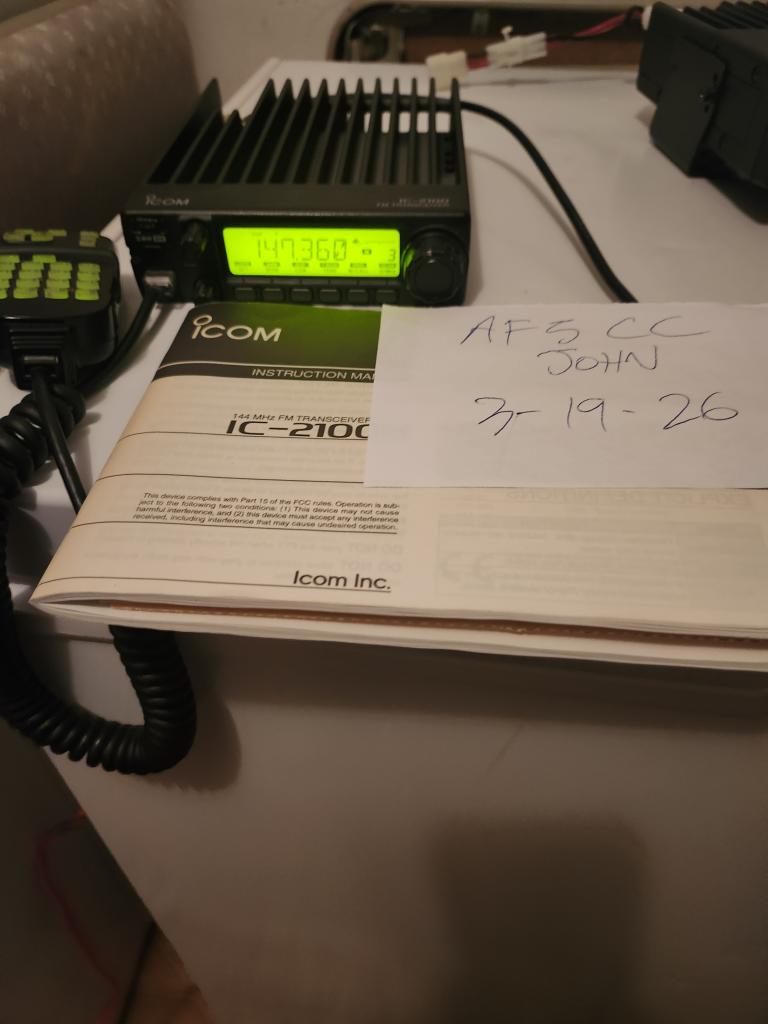 ICOM
IC-2100
FM TRANSCEIVER
147.360
3
ICOM
INSTRUCTION MA
144 MHz FM TRANSCEIVER
IC-2100
This device complies with Part 15 of the FCC rules. Operation is sub-
ject to the following two conditions: (1) This device may not cause
harmful interference, and (2) this device must accept any interference
received, including interference that may cause undesired operation.
Icom Inc.
AF5CC
JOHN
3-19-26